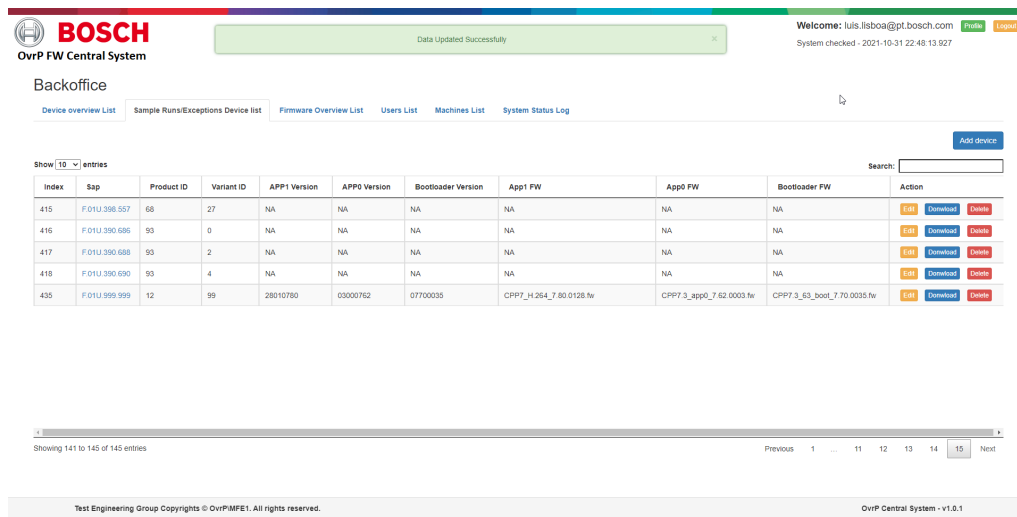 BOSCH
OvrP FW Central System
Data Updated Successfully ×
Welcome: luis.lisboa@pt.bosch.com Profile Logout
System checked - 2021-10-31 22:48:13.927
Backoffice
Device overview List Sample Runs/Exceptions Device list Firmware Overview List Users List Machines List System Status Log
Add device
Show 10 entries Search:
Index Sap Product ID Variant ID APP1 Version APP0 Version Bootloader Version App1 FW App0 FW Bootloader FW Action
415 F.01U.398.557 68 27 NA NA NA NA NA NA Edit Donwload Delete
416 F.01U.390.686 93 0 NA NA NA NA NA NA Edit Donwload Delete
417 F.01U.390.688 93 2 NA NA NA NA NA NA Edit Donwload Delete
418 F.01U.390.690 93 4 NA NA NA NA NA NA Edit Donwload Delete
435 F.01U.999.999 12 99 28010780 03000762 07700035 CPP7_H.264_7.80.0128.fw CPP7.3_app0_7.62.0003.fw CPP7.3_63_boot_7.70.0035.fw Edit Donwload Delete
Showing 141 to 145 of 145 entries Previous 1 ... 11 12 13 14 15 Next
Test Engineering Group Copyrights © OvrP\MFE1. All rights reserved. OvrP Central System - v1.0.1